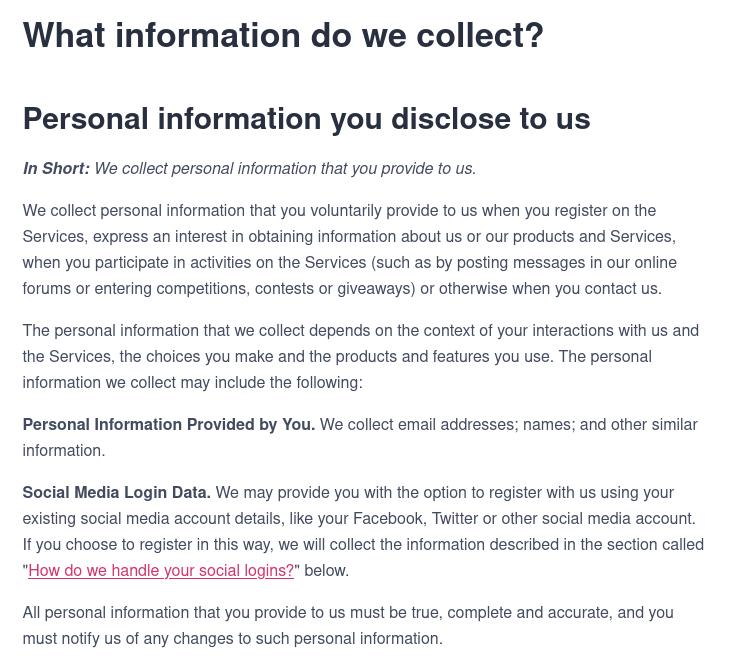 What information do we collect?
Personal information you disclose to us
In Short: We collect personal information that you provide to us.
We collect personal information that you voluntarily provide to us when you register on the
Services, express an interest in obtaining information about us or our products and Services,
when you participate in activities on the Services (such as by posting messages in our online
forums or entering competitions, contests or giveaways) or otherwise when you contact us.
The personal information that we collect depends on the context of your interactions with us and
the Services, the choices you make and the products and features you use. The personal
information we collect may include the following:
Personal Information Provided by You. We collect email addresses; names; and other similar
information.
Social Media Login Data. We may provide you with the option to register with us using your
existing social media account details, like your Facebook, Twitter or other social media account.
If you choose to register in this way, we will collect the information described in the section called
"How do we handle your social logins?" below.
All personal information that you provide to us must be true, complete and accurate, and you
must notify us of any changes to such personal information.